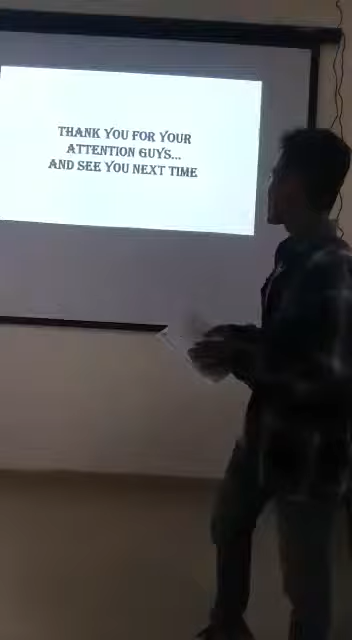 THANK YOU FOR YOUR
ATTENTION GUYS...
AND SEE YOU NEXT TIME